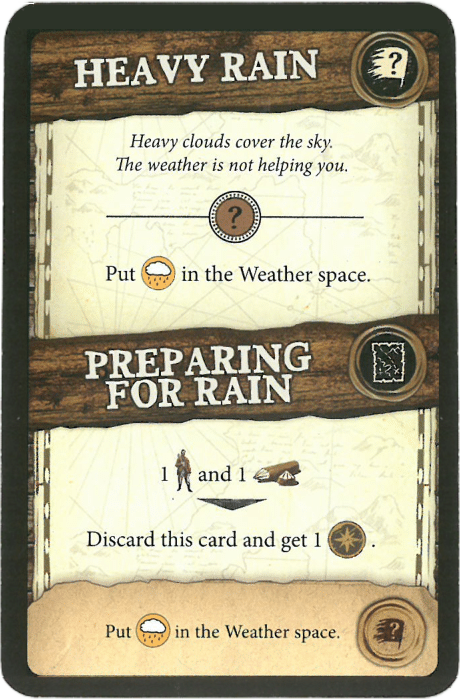 HEAVY RAIN
?
Heavy clouds cover the sky.
The weather is not helping you.
?
Put in the Weather space.
PREPARING
FOR RAIN
1 and 1
Discard this card and get 1 .
Put in the Weather space.
?